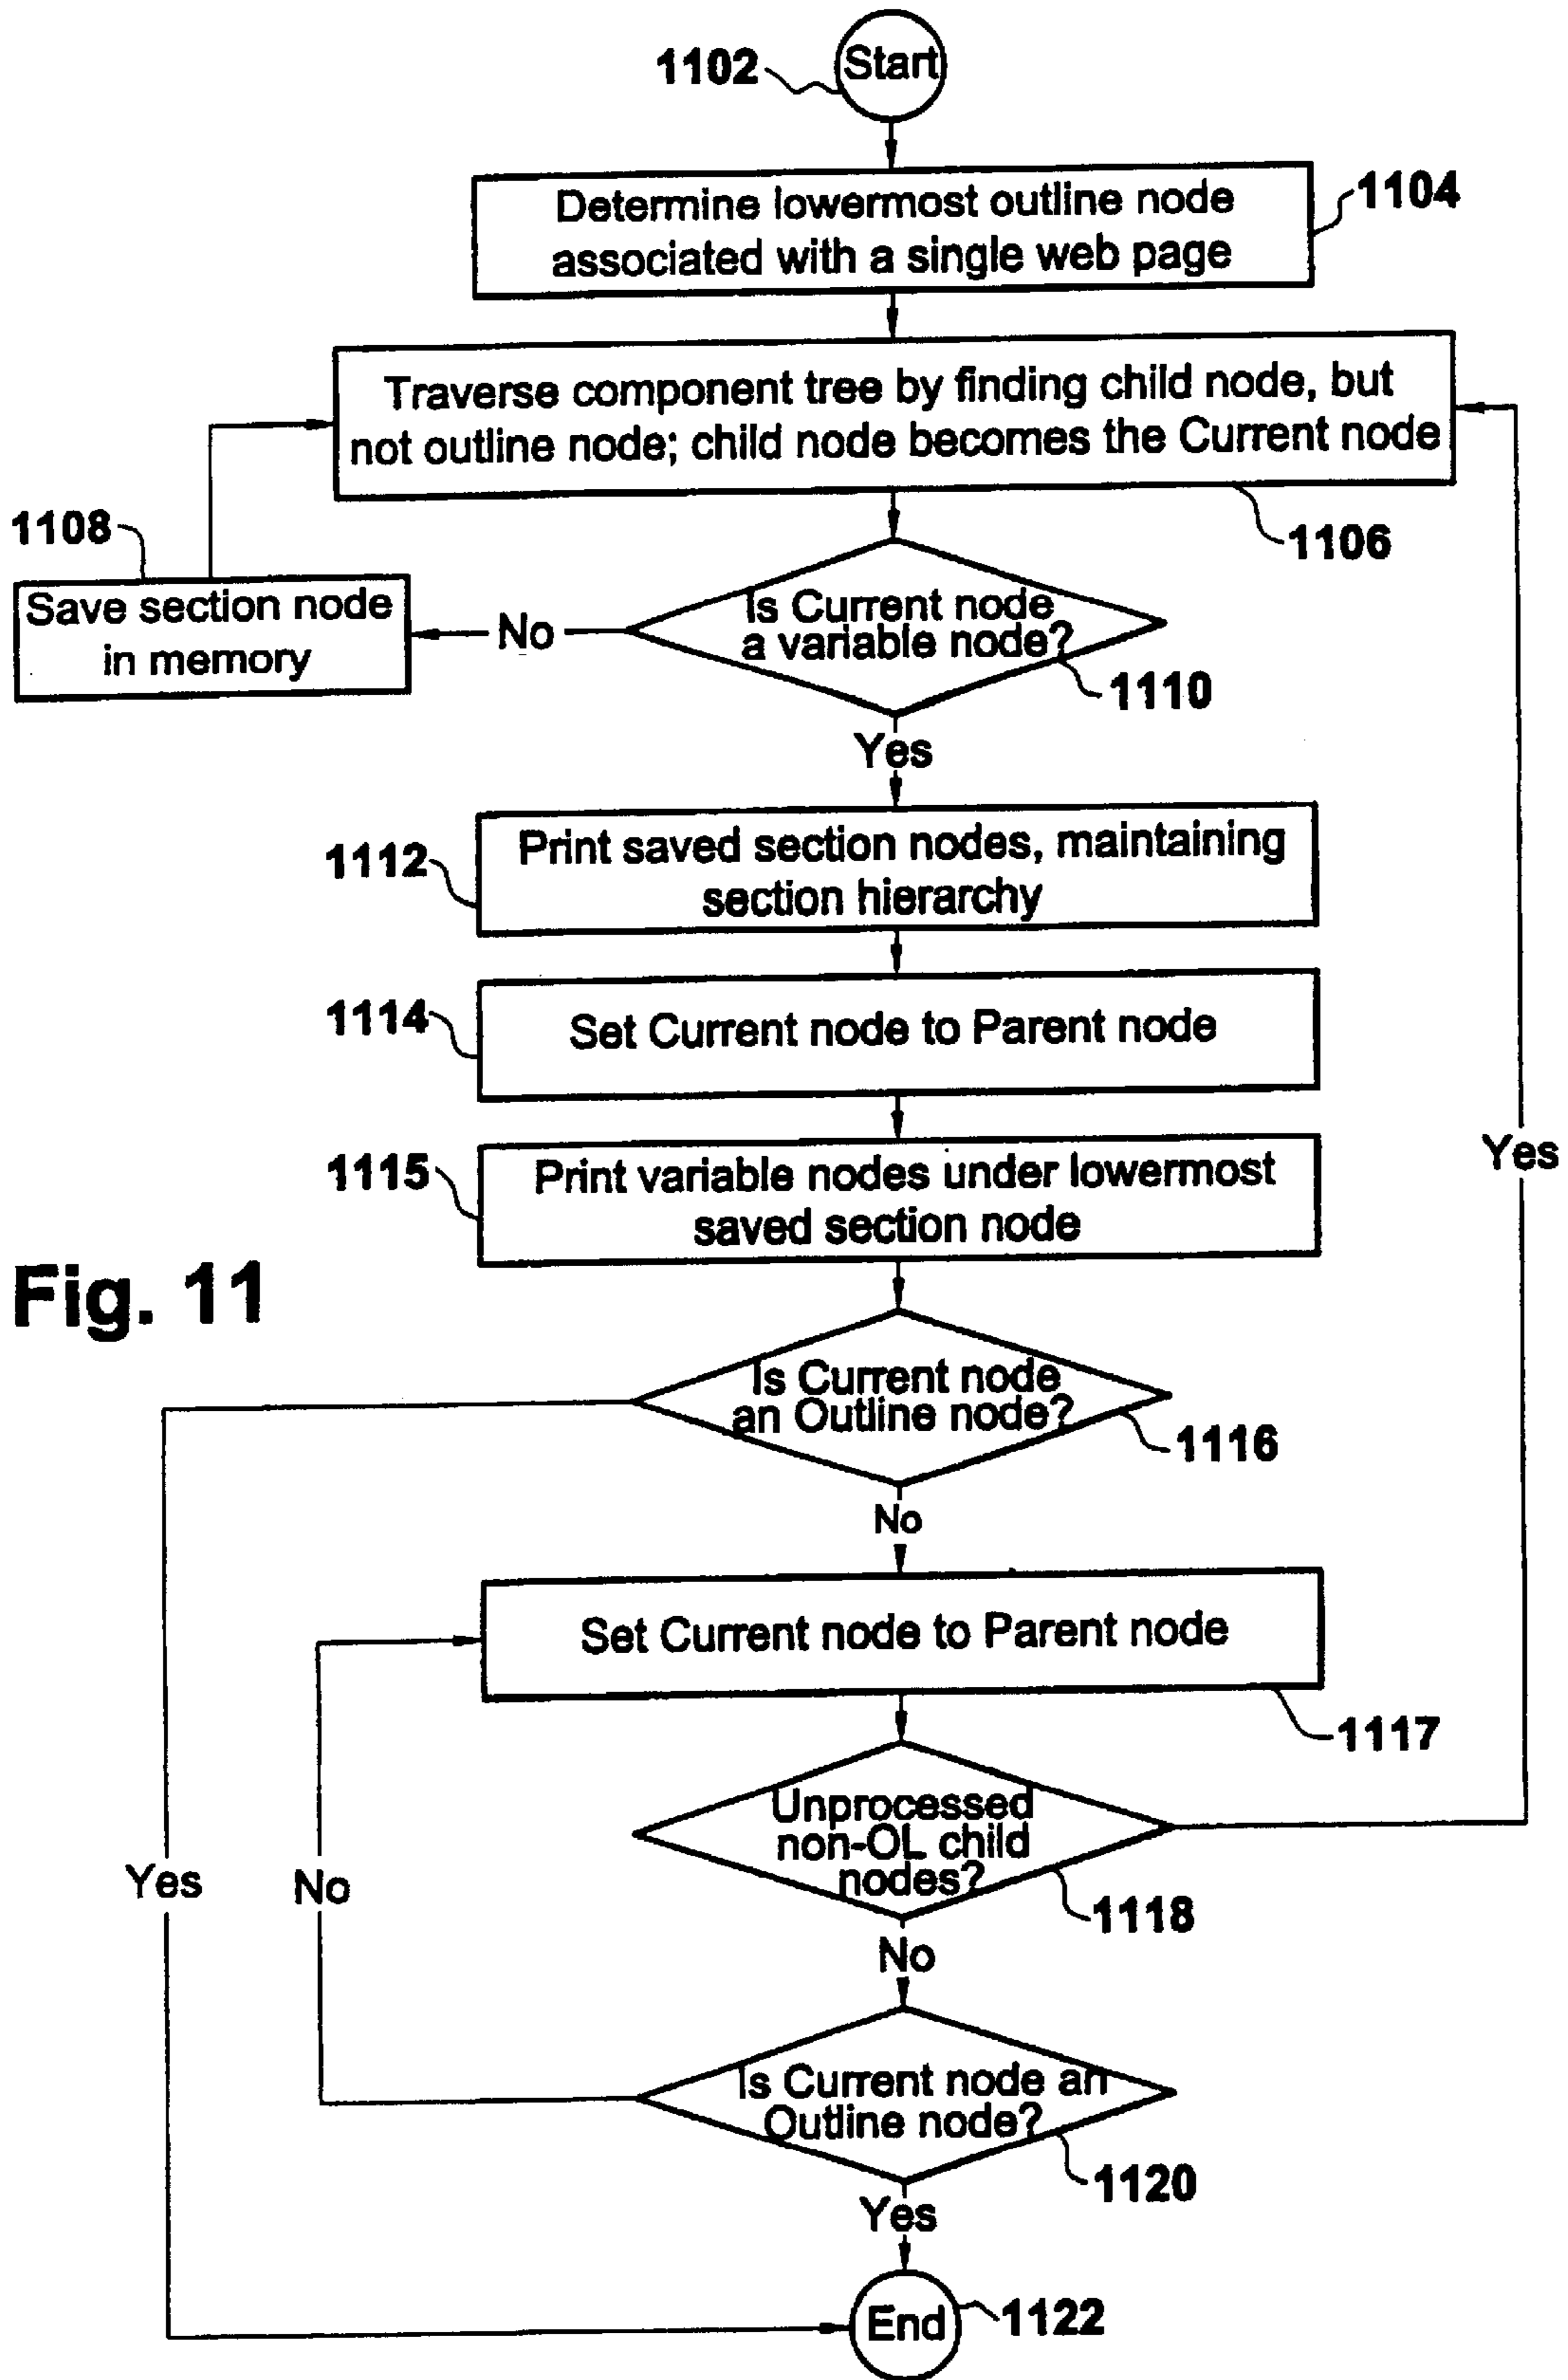 1102
Start
Determine lowermost outline node
associated with a single web page
1104
Traverse component tree by finding child node, but
not outline node; child node becomes the Current node
1106
1108
Save section node
in memory
No
Is Current node
a variable node?
1110
Yes
1112
Print saved section nodes, maintaining
section hierarchy
1114
Set Current node to Parent node
1115
Print variable nodes under lowermost
saved section node
Yes
Fig. 11
Is Current node
an Outline node?
1116
No
Set Current node to Parent node
1117
Unprocessed
non-OL child
nodes?
1118
Yes
No
No
Is Current node an
Outline node?
1120
Yes
End
1122